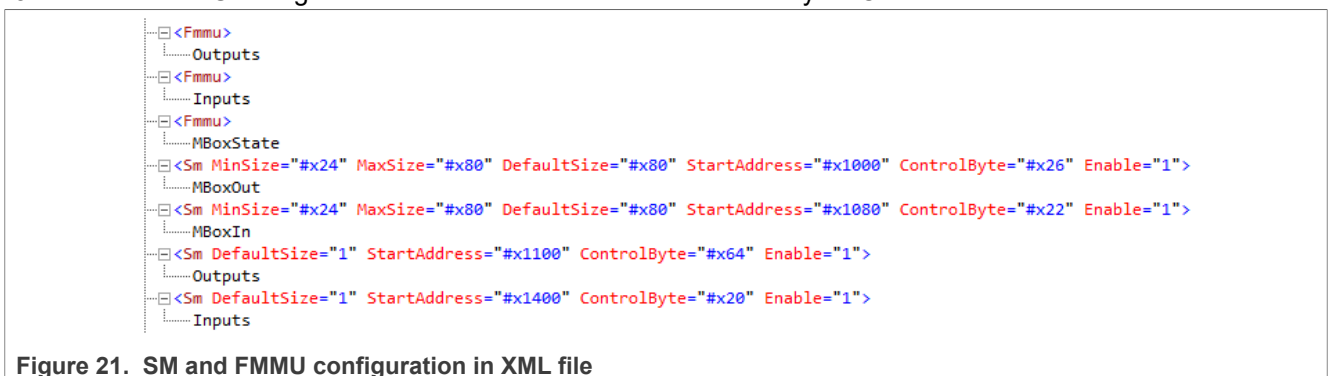 <Fmmu>
Outputs
<Fmmu>
Inputs
<Fmmu>
MBoxState
<Sm MinSize="#x24" MaxSize="#x80" DefaultSize="#x80" StartAddress="#x1000" ControlByte="#x26" Enable="1">
MBoxOut
<Sm MinSize="#x24" MaxSize="#x80" DefaultSize="#x80" StartAddress="#x1080" ControlByte="#x22" Enable="1">
MBoxIn
<Sm DefaultSize="1" StartAddress="#x1100" ControlByte="#x64" Enable="1">
Outputs
<Sm DefaultSize="1" StartAddress="#x1400" ControlByte="#x20" Enable="1">
Inputs
Figure 21. SM and FMMU configuration in XML file